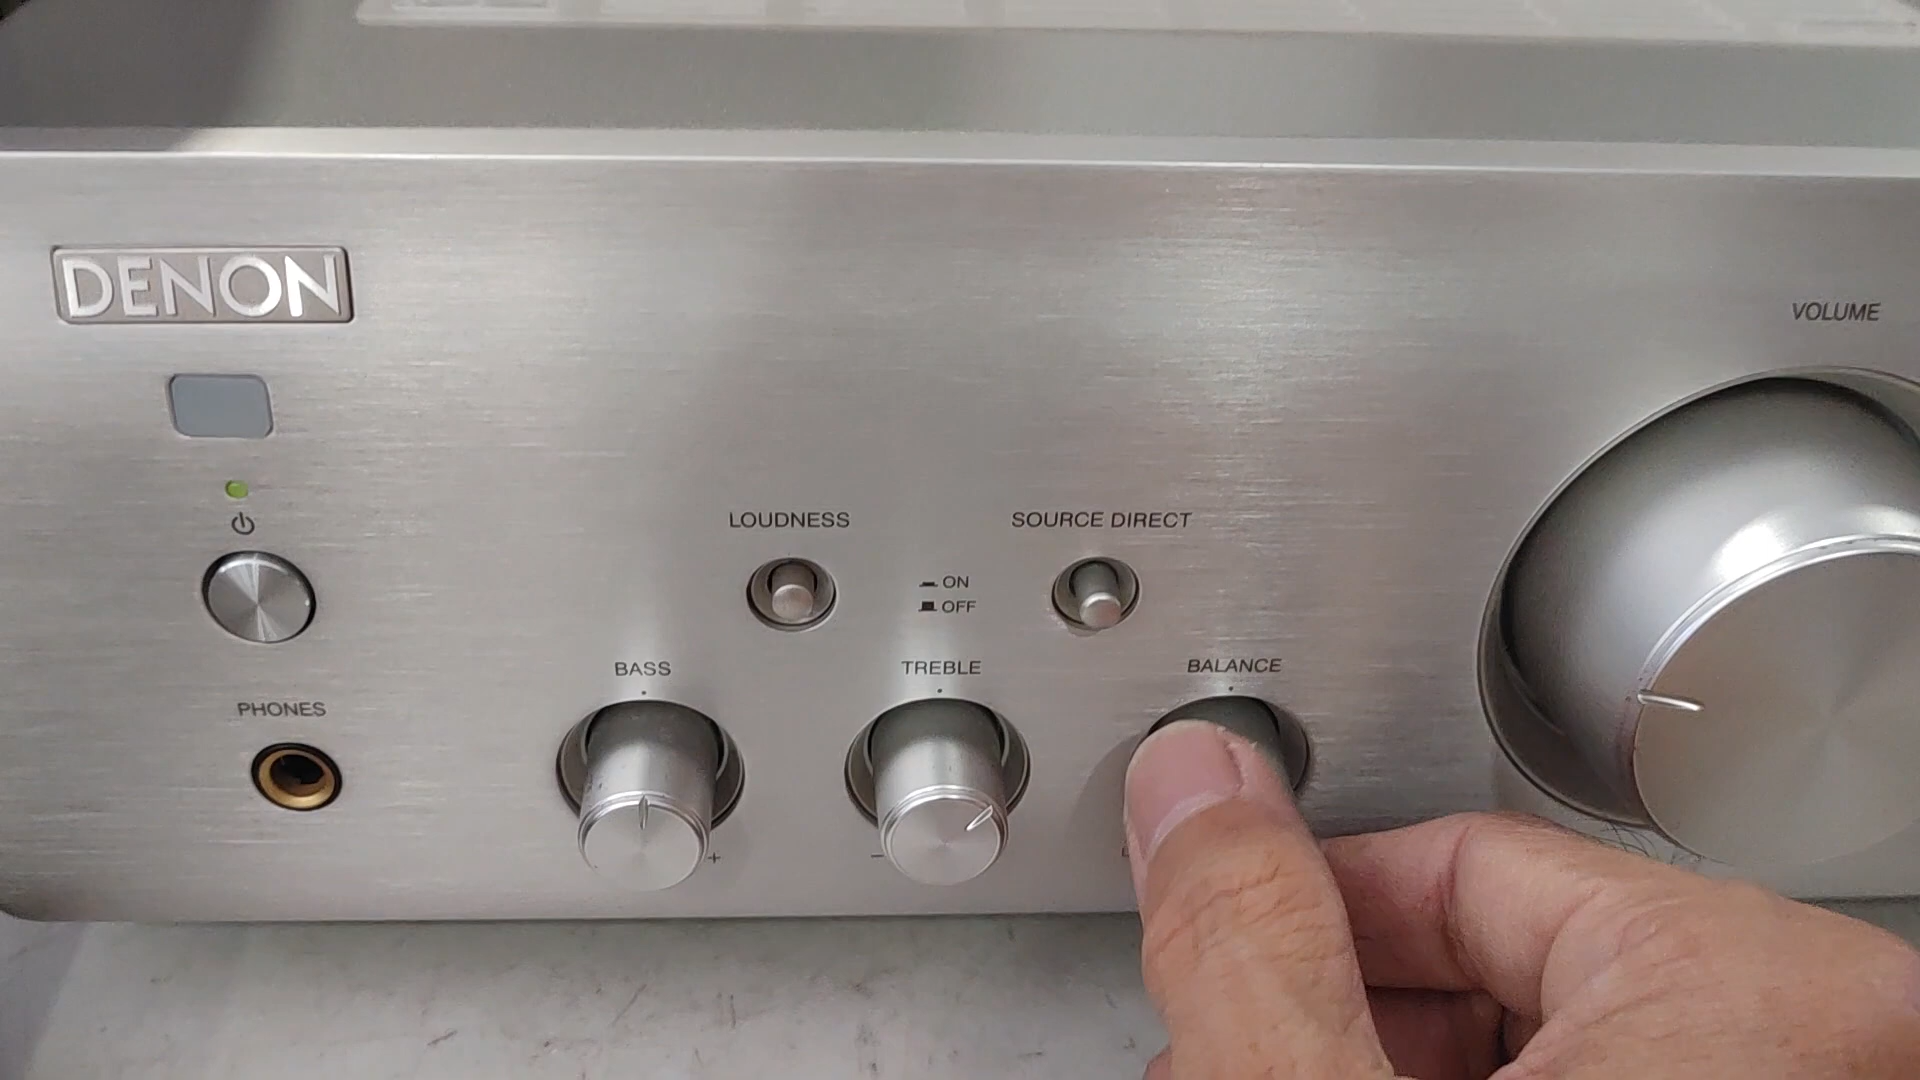 DENON
VOLUME
LOUDNESS
SOURCE DIRECT
ON
OFF
BASS
TREBLE
BALANCE
PHONES
+
−